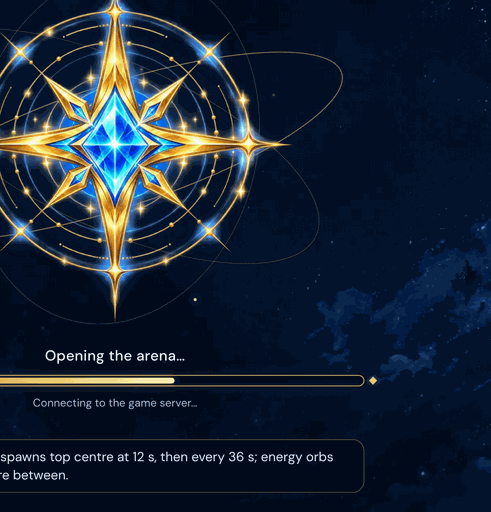 Opening the arena...
Connecting to the game server...
spawns top centre at 12 s, then every 36 s; energy orbs
re between.